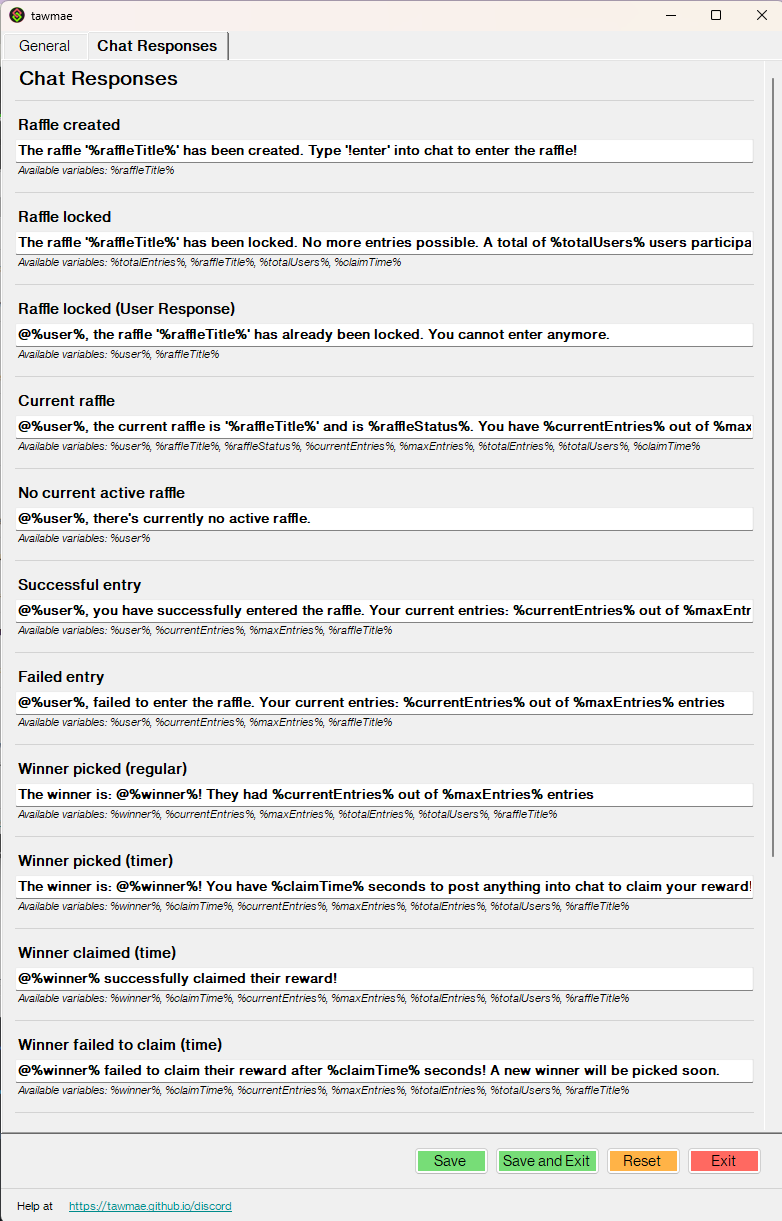 tawmae
General
Chat Responses
Chat Responses
Raffle created
The raffle '%raffleTitle%' has been created. Type '!enter' into chat to enter the raffle!
Available variables: %raffleTitle%
Raffle locked
The raffle '%raffleTitle%' has been locked. No more entries possible. A total of %totalUsers% users participa
Available variables: %totalEntries%, %raffleTitle%, %totalUsers%, %claimTime%
Raffle locked (User Response)
@%user%, the raffle '%raffleTitle%' has already been locked. You cannot enter anymore.
Available variables: %user%, %raffleTitle%
Current raffle
@%user%, the current raffle is '%raffleTitle%' and is %raffleStatus%. You have %currentEntries% out of %max
Available variables: %user%, %raffleTitle%, %raffleStatus%, %currentEntries%, %maxEntries%, %totalEntries%, %totalUsers%, %claimTime%
No current active raffle
@%user%, there's currently no active raffle.
Available variables: %user%
Successful entry
@%user%, you have successfully entered the raffle. Your current entries: %currentEntries% out of %maxEntr
Available variables: %user%, %currentEntries%, %maxEntries%, %raffleTitle%
Failed entry
@%user%, failed to enter the raffle. Your current entries: %currentEntries% out of %maxEntries% entries
Available variables: %user%, %currentEntries%, %maxEntries%, %raffleTitle%
Winner picked (regular)
The winner is: @%winner%! They had %currentEntries% out of %maxEntries% entries
Available variables: %winner%, %currentEntries%, %maxEntries%, %totalEntries%, %totalUsers%, %raffleTitle%
Winner picked (timer)
The winner is: @%winner%! You have %claimTime% seconds to post anything into chat to claim your reward!
Available variables: %winner%, %claimTime%, %currentEntries%, %maxEntries%, %totalEntries%, %totalUsers%, %raffleTitle%
Winner claimed (time)
@%winner% successfully claimed their reward!
Available variables: %winner%, %claimTime%, %currentEntries%, %maxEntries%, %totalEntries%, %totalUsers%, %raffleTitle%
Winner failed to claim (time)
@%winner% failed to claim their reward after %claimTime% seconds! A new winner will be picked soon.
Available variables: %winner%, %claimTime%, %currentEntries%, %maxEntries%, %totalEntries%, %totalUsers%, %raffleTitle%
Save
Save and Exit
Reset
Exit
Help at https://tawmae.github.io/discord